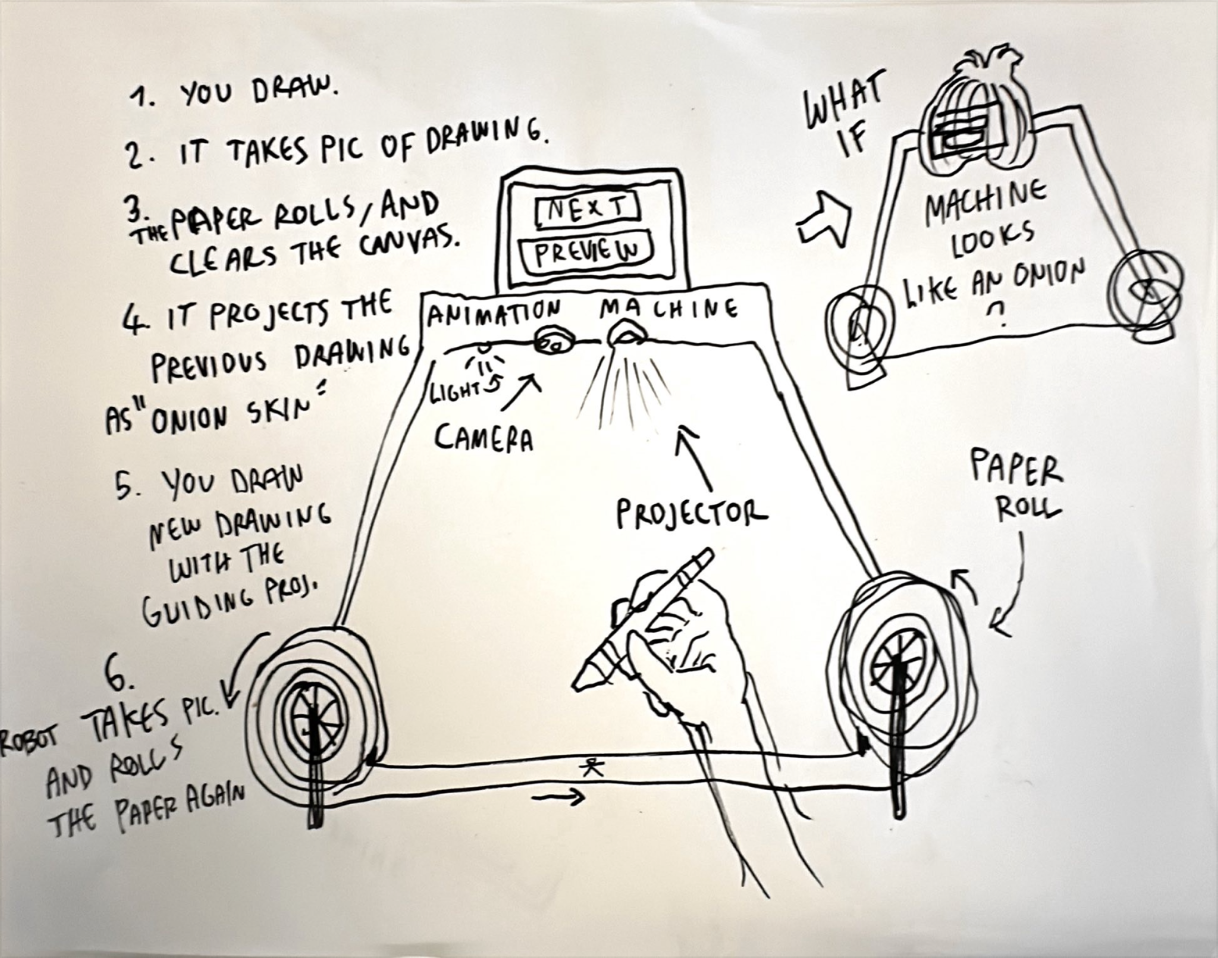 1. YOU DRAW.
2. IT TAKES PIC OF DRAWING.
3. THE PAPER ROLLS, AND
CLEARS THE CANVAS.
4. IT PROJECTS THE
PREVIOUS DRAWING
AS "ONION SKIN"
5. YOU DRAW
NEW DRAWING
WITH THE
GUIDING PROJ.
6.
ROBOT TAKES PIC.
AND ROLLS
THE PAPER AGAIN
NEXT
PREVIEW
ANIMATION MACHINE
LIGHTS
CAMERA
PROJECTOR
WHAT
IF
MACHINE
LOOKS
LIKE AN ONION
?
PAPER
ROLL